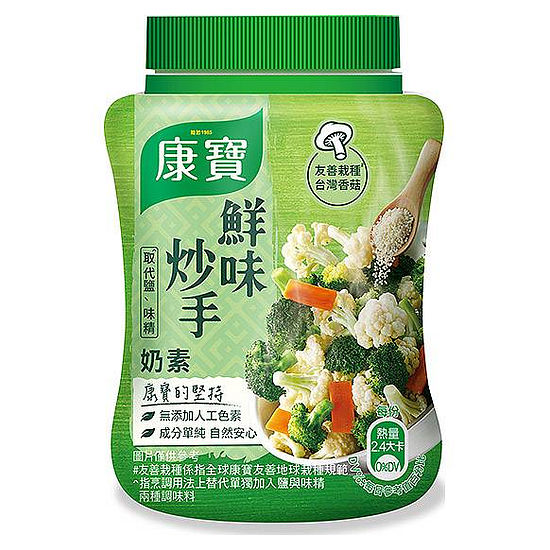 始於1985
康寶
友善栽種#
台灣香菇
鮮味
炒手
取代鹽、味精^
奶素
康寶的堅持
無添加人工色素
成分單純 自然安心
每份
熱量
2.4大卡
0%DV
圖片僅供參考
#友善栽種係指全球康寶友善地球栽種規範
^指烹調用法上替代單獨加入鹽與味精
兩種調味料